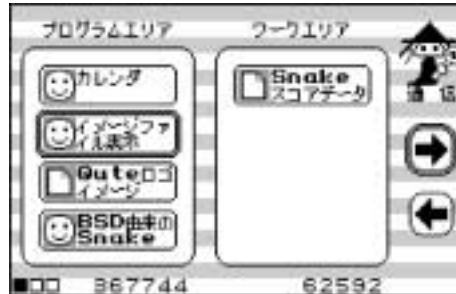 プログラムエリア
ワークエリア
カレンダ
イメージファ
イル表示
Quteロゴ
イメージ
BSD由来の
Snake
Snake
スコアデータ
通信
367744
62592